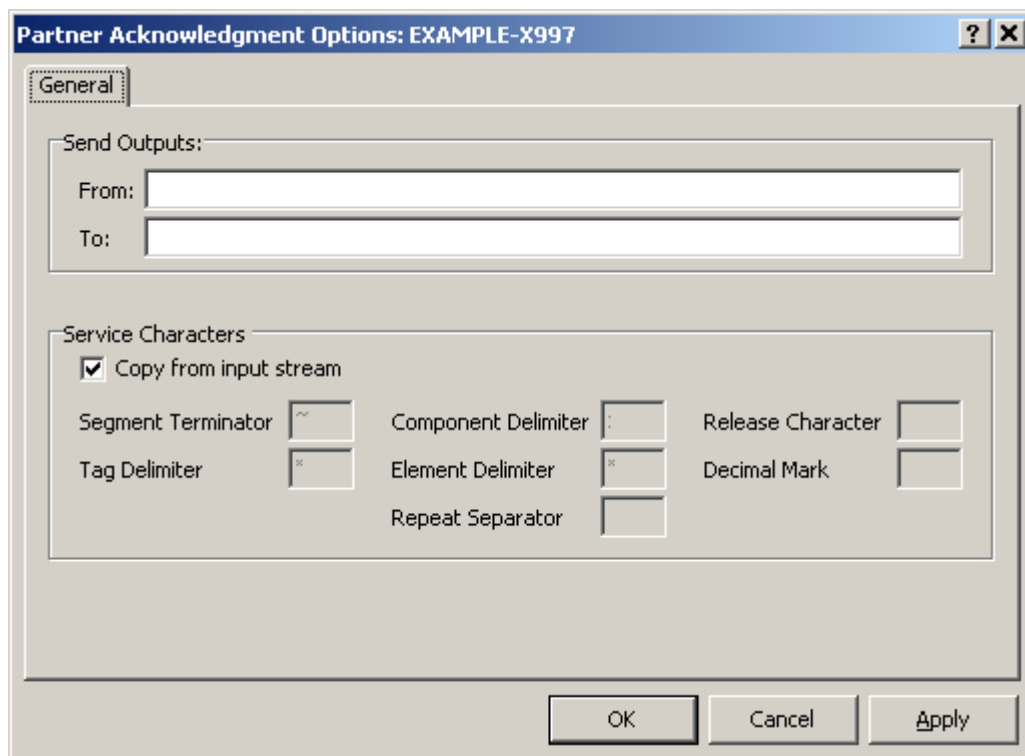 Partner Acknowledgment Options: EXAMPLE-X997 ?
General
Send Outputs:
From:
To:
Service Characters
Copy from input stream
Segment Terminator ~ Component Delimiter : Release Character
Tag Delimiter * Element Delimiter * Decimal Mark
Repeat Separator
OK Cancel Apply